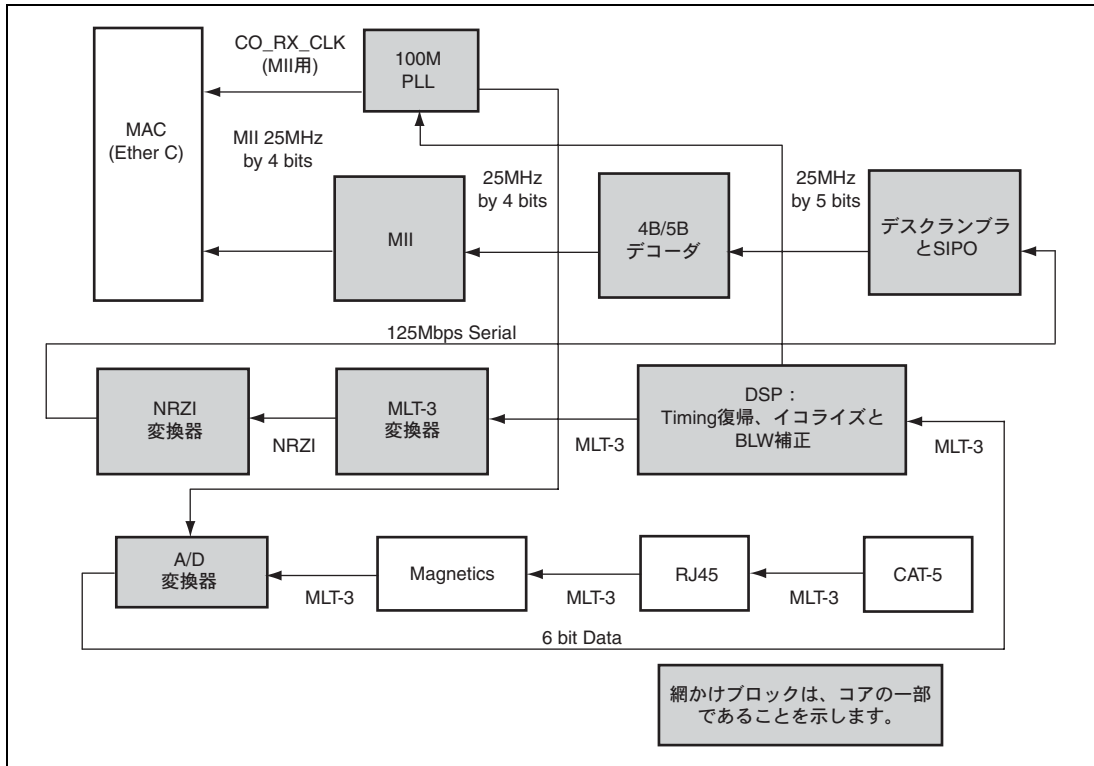 CO_RX_CLK
(MII用)
100M
PLL
MAC
(Ether C)
MII 25MHz
by 4 bits
25MHz
by 4 bits
25MHz
by 5 bits
MII
4B/5B
デコーダ
デスクランブラ
とSIPO
125Mbps Serial
NRZI
変換器
NRZI
MLT-3
変換器
MLT-3
DSP：
Timing復帰、イコライズと
BLW補正
MLT-3
A/D
変換器
MLT-3
Magnetics
MLT-3
RJ45
MLT-3
CAT-5
6 bit Data
網かけブロックは、コアの一部
であることを示します。